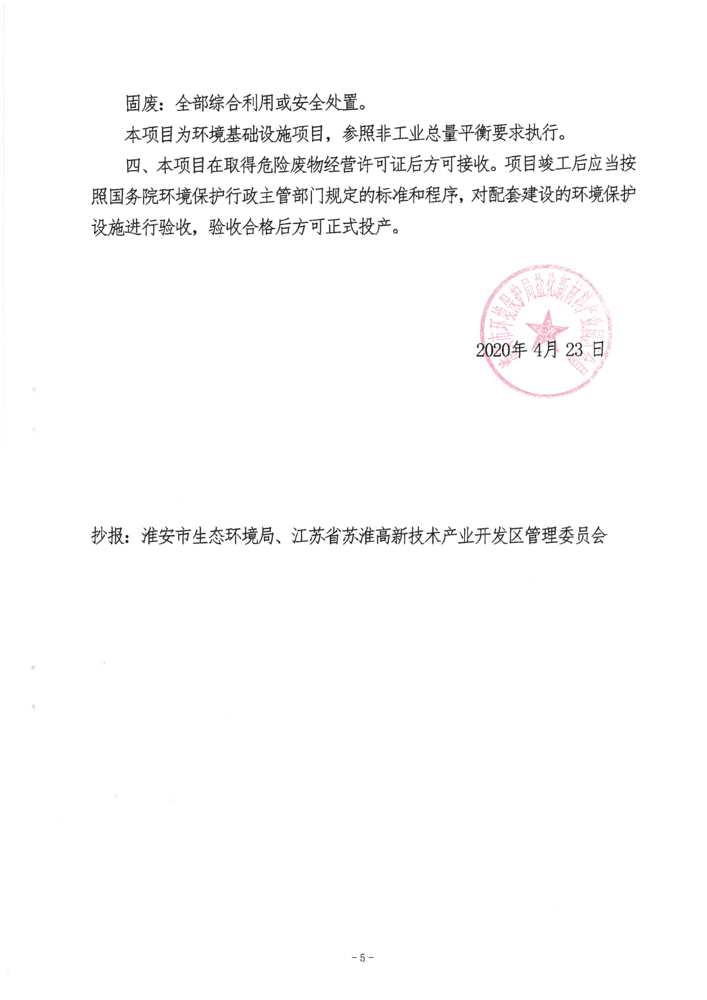 固废：全部综合利用或安全处置。
本项目为环境基础设施项目，参照非工业总量平衡要求执行。
四、本项目在取得危险废物经营许可证后方可接收。项目竣工后应当按
照国务院环境保护行政主管部门规定的标准和程序，对配套建设的环境保护
设施进行验收，验收合格后方可正式投产。
淮安市环境保护局盐化新材料产业园区分局
2020年 4月 23 日
抄报：淮安市生态环境局、江苏省苏淮高新技术产业开发区管理委员会
- 5 -